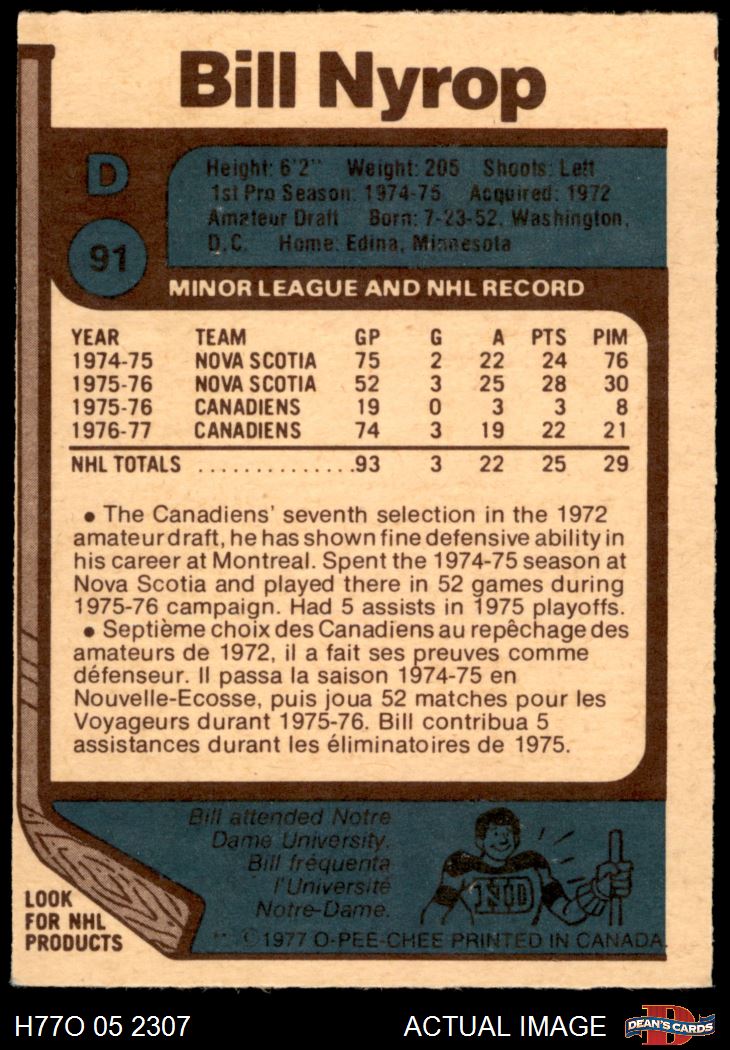 Bill Nyrop
D
Height: 6'2" Weight: 205 Shoots: Left
1st Pro Season: 1974-75 Acquired: 1972
Amateur Draft Born: 7-23-52, Washington,
D.C. Home: Edina, Minnesota
91
MINOR LEAGUE AND NHL RECORD
YEAR TEAM GP G A PTS PIM
1974-75 NOVA SCOTIA 75 2 22 24 76
1975-76 NOVA SCOTIA 52 3 25 28 30
1975-76 CANADIENS 19 0 3 3 8
1976-77 CANADIENS 74 3 19 22 21
NHL TOTALS ..............93 3 22 25 29
• The Canadiens' seventh selection in the 1972
amateur draft, he has shown fine defensive ability in
his career at Montreal. Spent the 1974-75 season at
Nova Scotia and played there in 52 games during
1975-76 campaign. Had 5 assists in 1975 playoffs.
• Septième choix des Canadiens au repêchage des
amateurs de 1972, il a fait ses preuves comme
défenseur. Il passa la saison 1974-75 en
Nouvelle-Ecosse, puis joua 52 matches pour les
Voyageurs durant 1975-76. Bill contribua 5
assistances durant les éliminatoires de 1975.
Bill attended Notre
Dame University.
Bill fréquenta
l'Université
Notre-Dame.
ND
LOOK
FOR NHL
PRODUCTS
** ©1977 O-PEE-CHEE PRINTED IN CANADA.
H77O 05 2307 ACTUAL IMAGE
D
DEAN'S CARDS